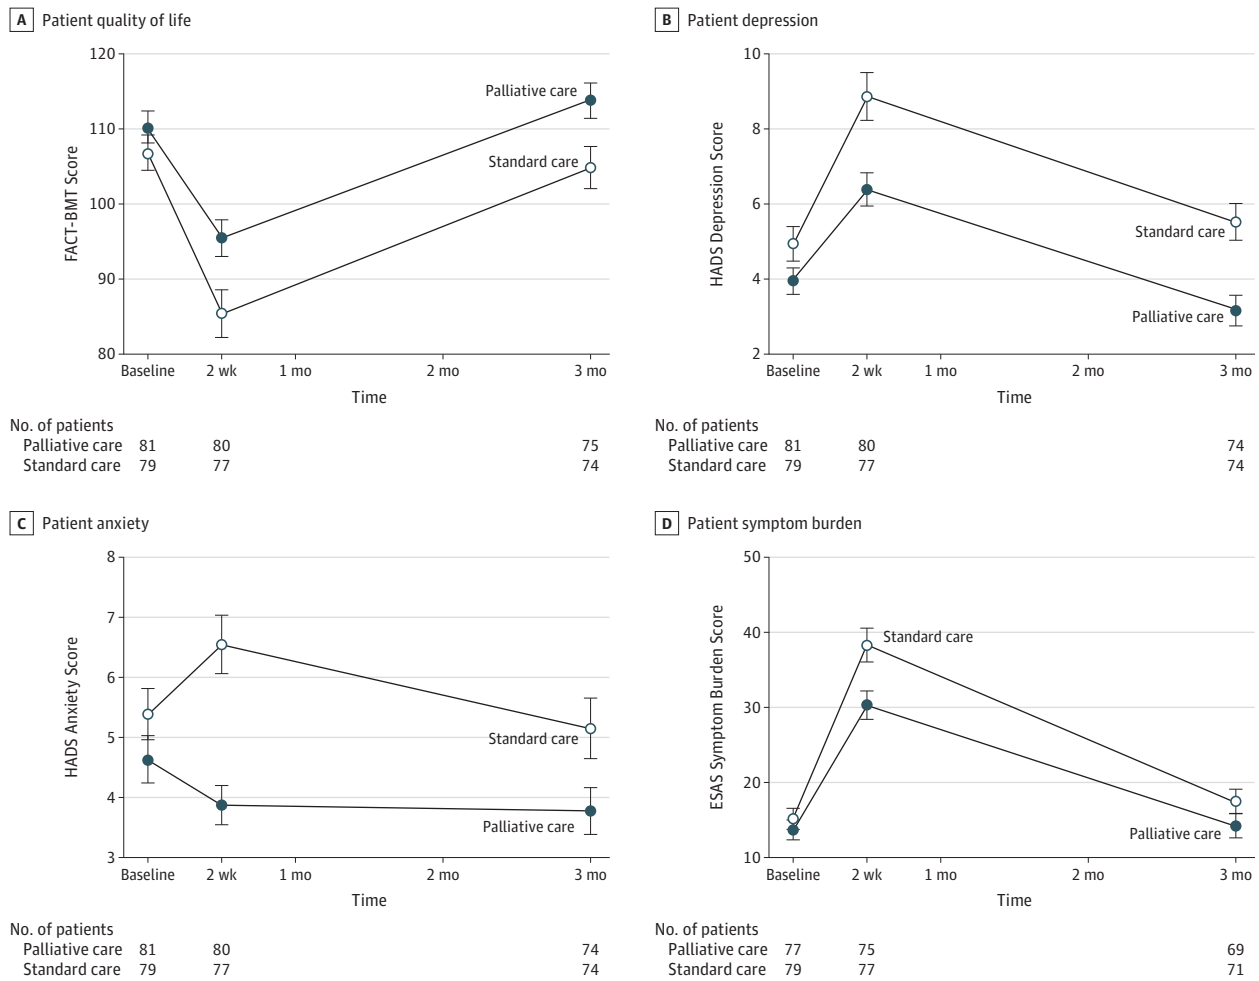 A Patient quality of life
120
110
100
90
80
FACT-BMT Score
Palliative care
Standard care
Baseline 2 wk 1 mo 2 mo 3 mo
Time
No. of patients
Palliative care 81 80 75
Standard care 79 77 74
B Patient depression
10
8
6
4
2
HADS Depression Score
Standard care
Palliative care
Baseline 2 wk 1 mo 2 mo 3 mo
Time
No. of patients
Palliative care 81 80 74
Standard care 79 77 74
C Patient anxiety
8
7
6
5
4
3
HADS Anxiety Score
Standard care
Palliative care
Baseline 2 wk 1 mo 2 mo 3 mo
Time
No. of patients
Palliative care 81 80 74
Standard care 79 77 74
D Patient symptom burden
50
40
30
20
10
ESAS Symptom Burden Score
Standard care
Palliative care
Baseline 2 wk 1 mo 2 mo 3 mo
Time
No. of patients
Palliative care 77 75 69
Standard care 79 77 71